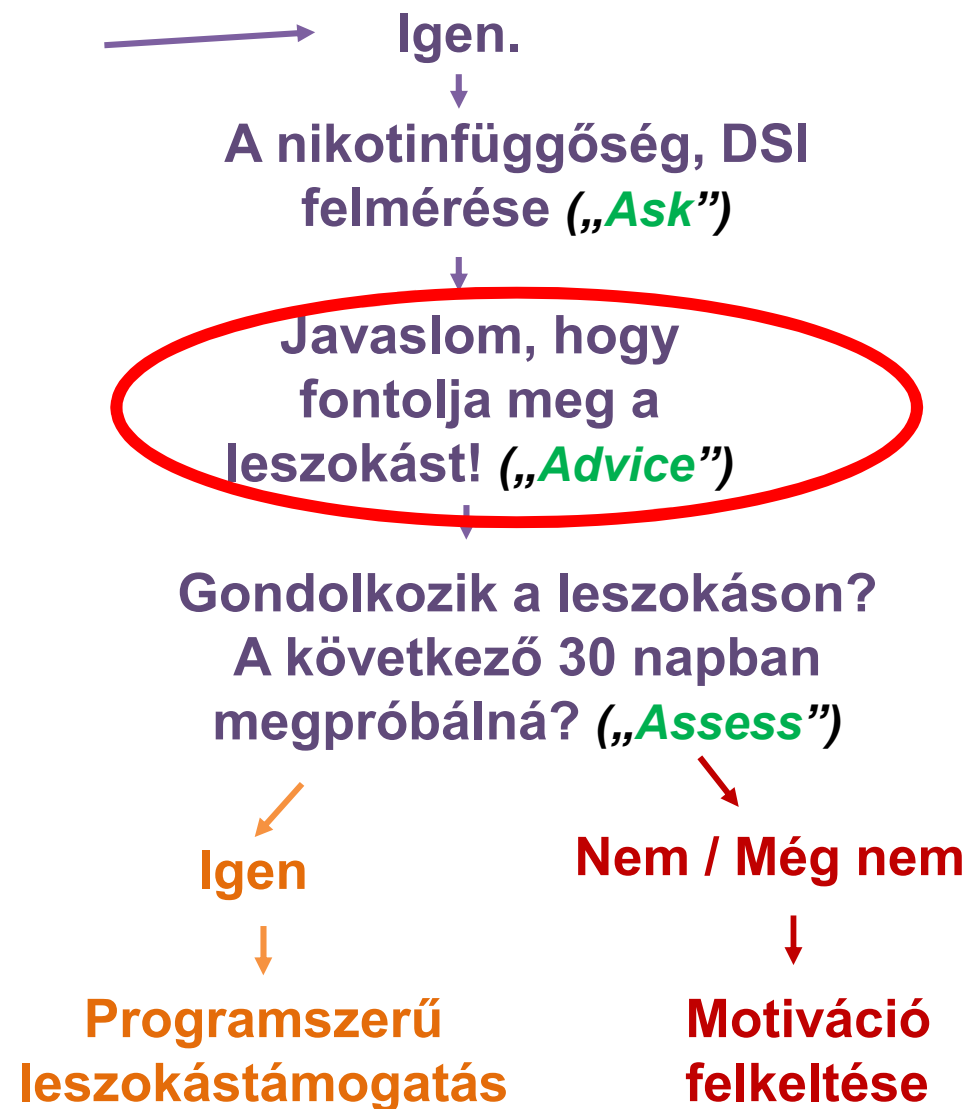 Igen.
A nikotinfüggőség, DSI
felmérése („Ask”)
Javaslom, hogy
fontolja meg a
leszokást! („Advice”)
Gondolkozik a leszokáson?
A következő 30 napban
megpróbálná? („Assess”)
Igen
Nem / Még nem
Programszerű
leszokástámogatás
Motiváció
felkeltése